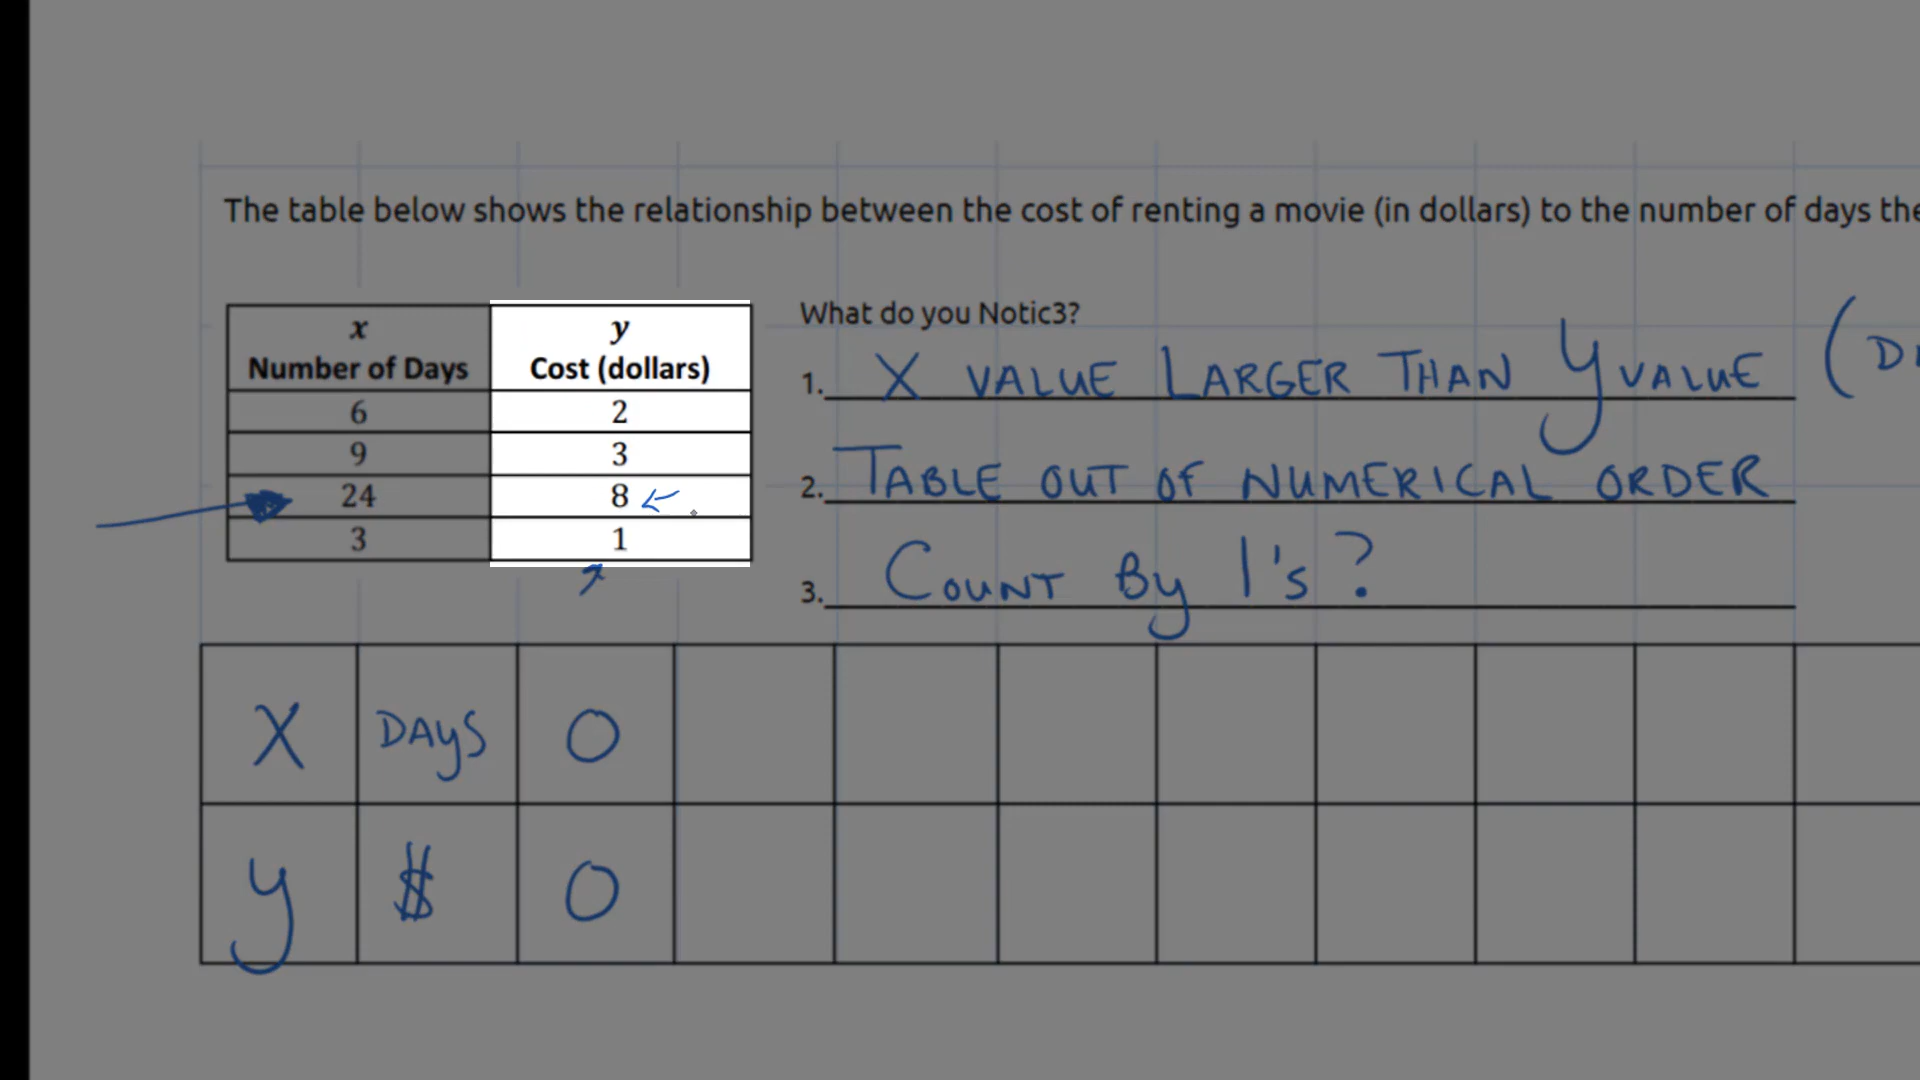 The table below shows the relationship between the cost of renting a movie (in dollars) to the number of days the
x y
Number of Days Cost (dollars)
6 2
9 3
24 8
3 1
What do you Notic3?
1. X VALUE LARGER THAN Y VALUE (
2. TABLE OUT OF NUMERICAL ORDER
3. COUNT By 1's?
X DAYS 0
y $ 0